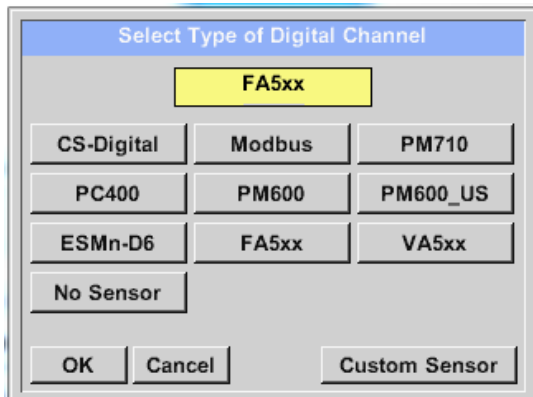 Select Type of Digital Channel
FA5xx
CS-Digital Modbus PM710
PC400 PM600 PM600_US
ESMn-D6 FA5xx VA5xx
No Sensor
OK Cancel Custom Sensor